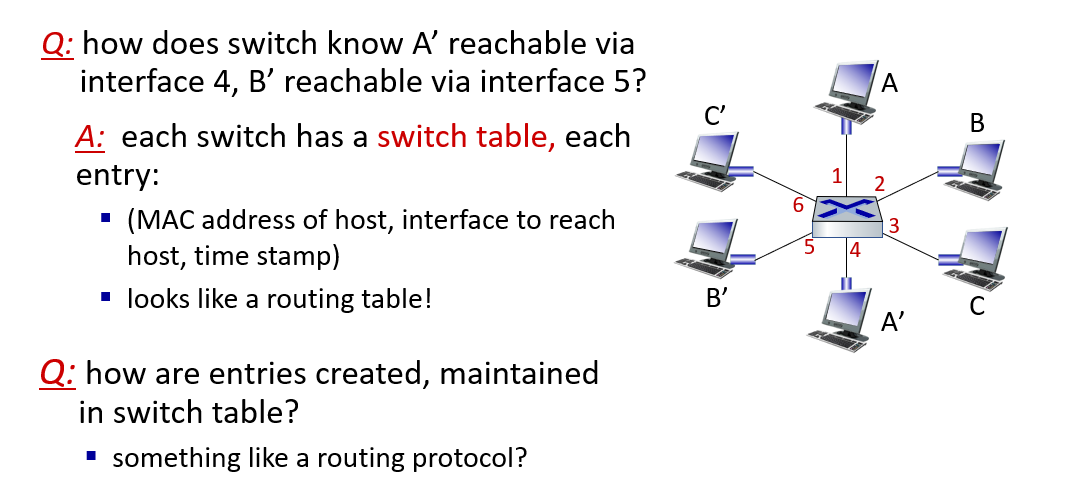 Q: how does switch know A’ reachable via
interface 4, B’ reachable via interface 5?
A: each switch has a switch table, each
entry:
▪ (MAC address of host, interface to reach
host, time stamp)
▪ looks like a routing table!
Q: how are entries created, maintained
in switch table?
▪ something like a routing protocol?
A
B
C
A’
B’
C’
1
2
3
4
5
6